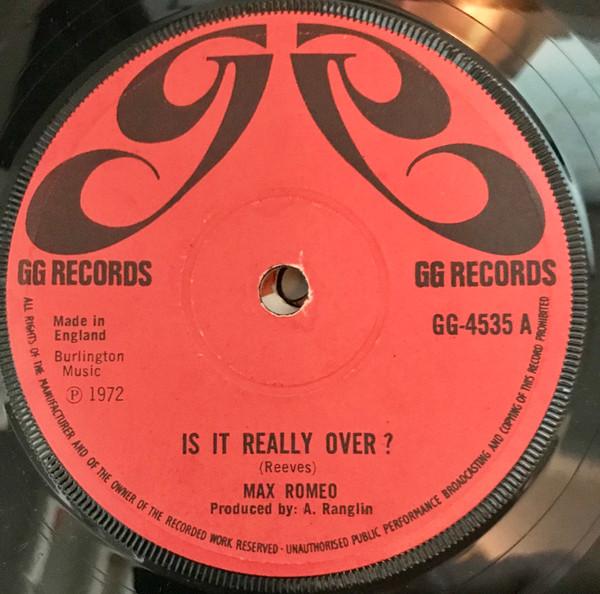 GG RECORDS
GG RECORDS
GG-4535 A
Made in
England
Burlington
Music
Ⓟ 1972
IS IT REALLY OVER ?
(Reeves)
MAX ROMEO
Produced by: A. Ranglin
ALL RIGHTS OF THE MANUFACTURER AND OF THE OWNER OF THE RECORDED WORK RESERVED · UNAUTHORISED PUBLIC PERFORMANCE BROADCASTING AND COPYING OF THIS RECORD PROHIBITED